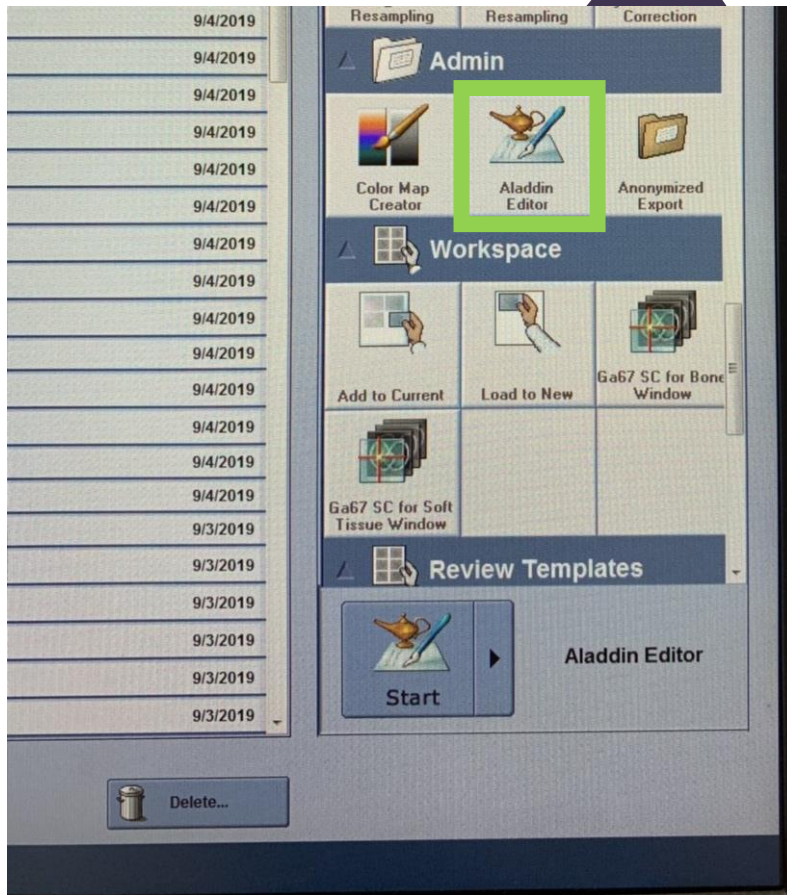 9/4/2019
9/4/2019
9/4/2019
9/4/2019
9/4/2019
9/4/2019
9/4/2019
9/4/2019
9/4/2019
9/4/2019
9/4/2019
9/4/2019
9/4/2019
9/4/2019
9/3/2019
9/3/2019
9/3/2019
9/3/2019
9/3/2019
9/3/2019
Delete...
Resampling
Resampling
Correction
Admin
Color Map
Creator
Aladdin
Editor
Anonymized
Export
Workspace
Add to Current
Load to New
Ga67 SC for Bone
Window
Ga67 SC for Soft
Tissue Window
Review Templates
Start
Aladdin Editor